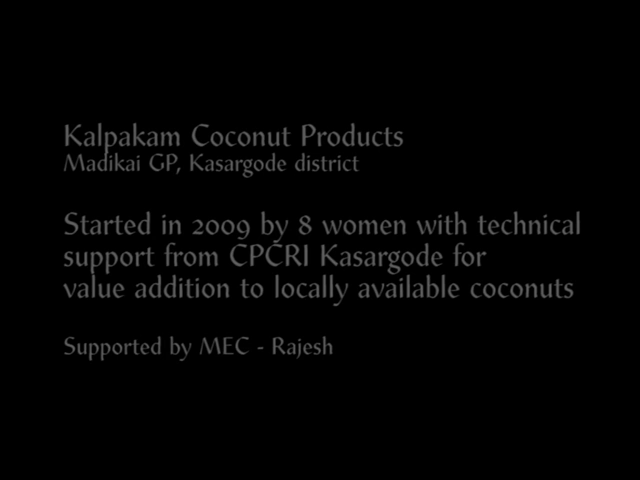 Kalpakam Coconut Products
Madikai GP, Kasargode district
Started in 2009 by 8 women with technical
support from CPCRI Kasargode for
value addition to locally available coconuts
Supported by MEC - Rajesh